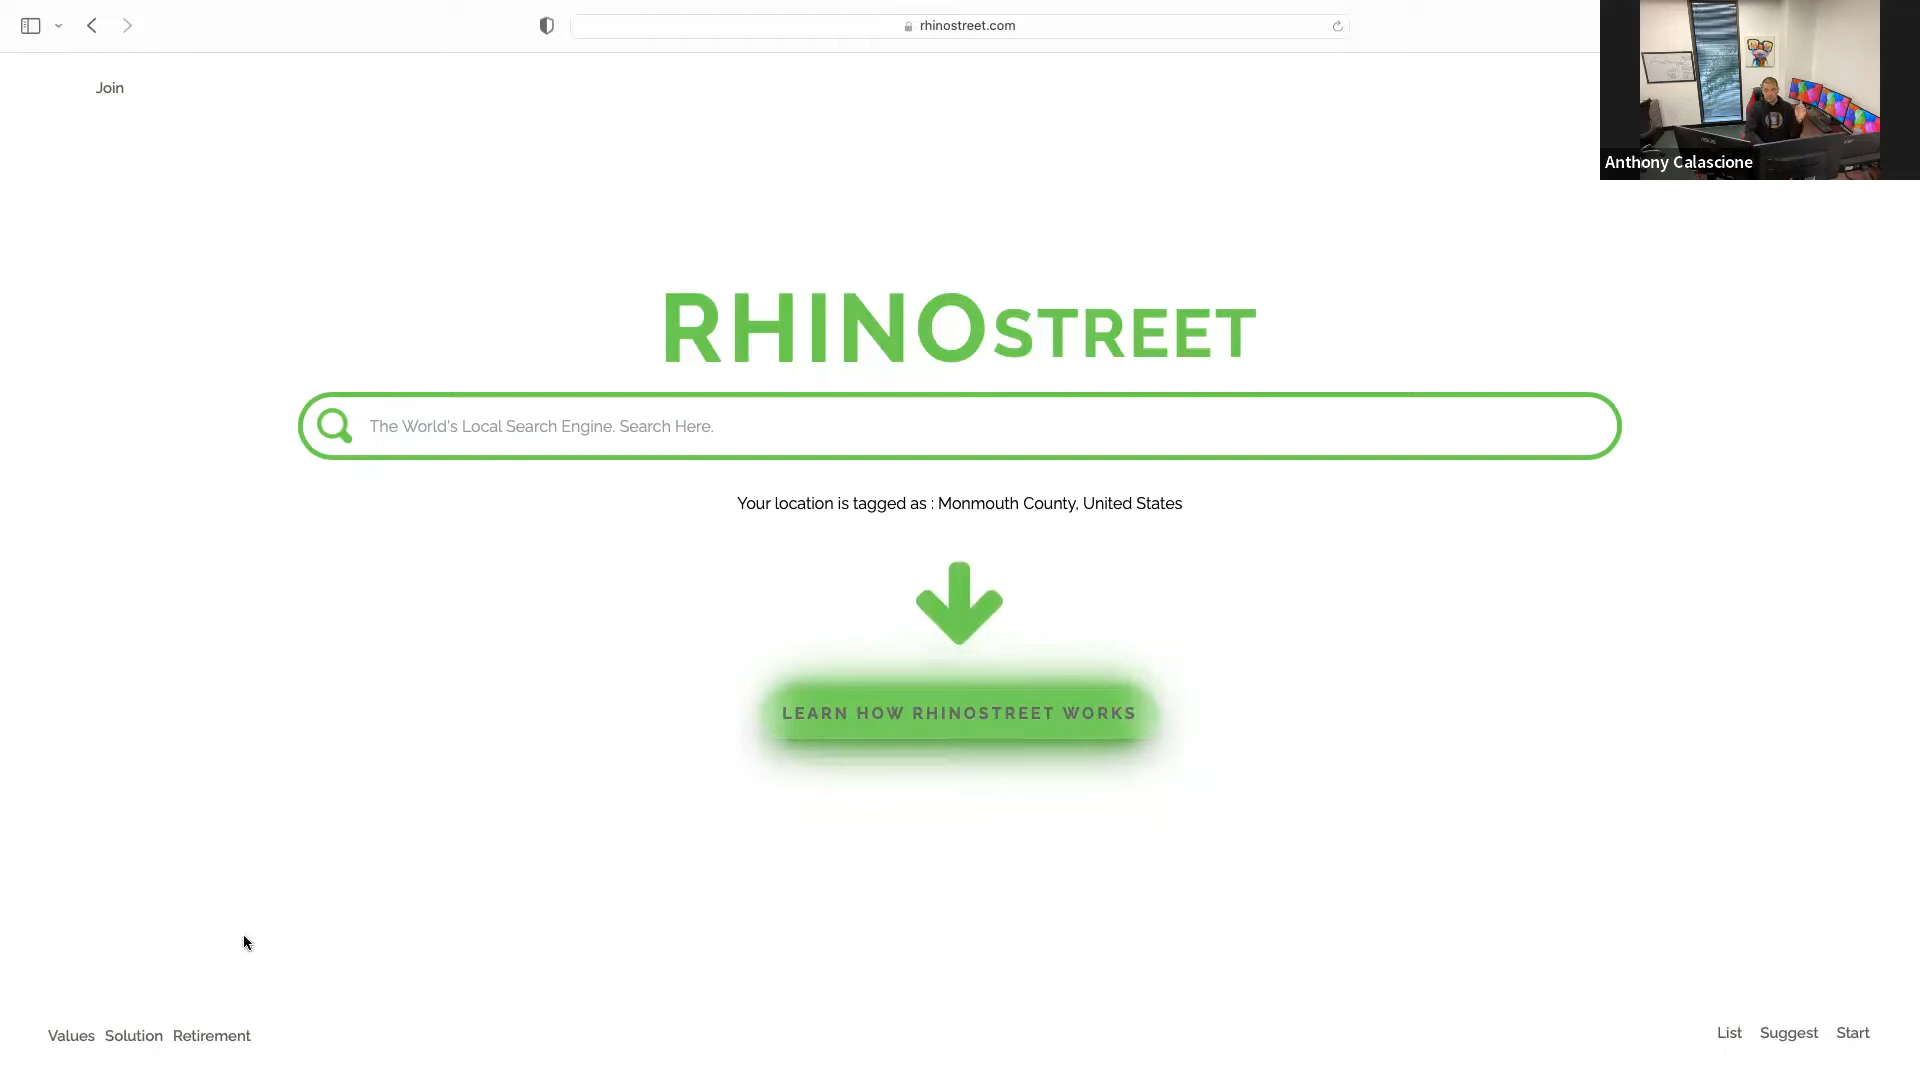 rhinostreet.com
Join
Anthony Calascione
RHINOSTREET
The World's Local Search Engine. Search Here.
Your location is tagged as : Monmouth County, United States
LEARN HOW RHINOSTREET WORKS
Values Solution Retirement
List Suggest Start